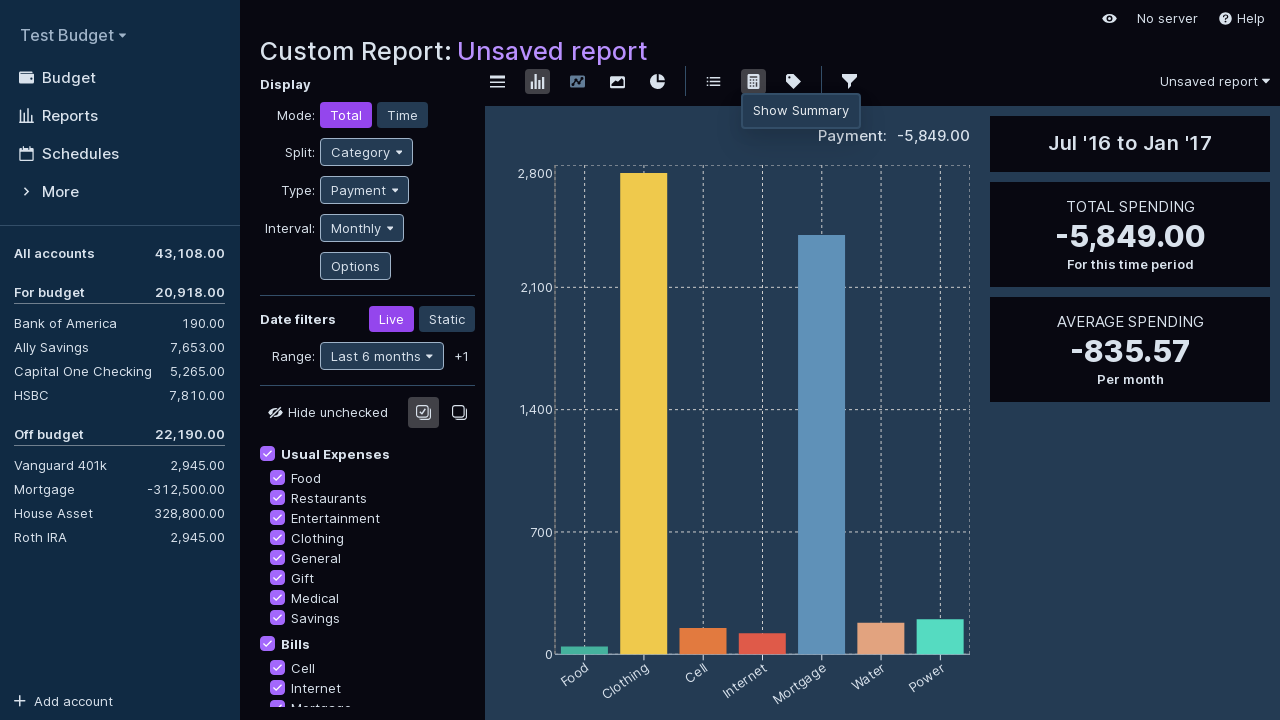 Test Budget
Budget
Reports
Schedules
More
All accounts 43,108.00
For budget 20,918.00
Bank of America 190.00
Ally Savings 7,653.00
Capital One Checking 5,265.00
HSBC 7,810.00
Off budget 22,190.00
Vanguard 401k 2,945.00
Mortgage -312,500.00
House Asset 328,800.00
Roth IRA 2,945.00
Add account
No server
Help
Custom Report: Unsaved report
Display
Mode: Total Time
Split: Category
Type: Payment
Interval: Monthly
Options
Date filters Live Static
Range: Last 6 months +1
Hide unchecked
Usual Expenses
Food
Restaurants
Entertainment
Clothing
General
Gift
Medical
Savings
Bills
Cell
Internet
Mortgage
Unsaved report
Show Summary
Payment: -5,849.00
2,800
2,100
1,400
700
0
Food
Clothing
Cell
Internet
Mortgage
Water
Power
Jul '16 to Jan '17
TOTAL SPENDING
-5,849.00
For this time period
AVERAGE SPENDING
-835.57
Per month